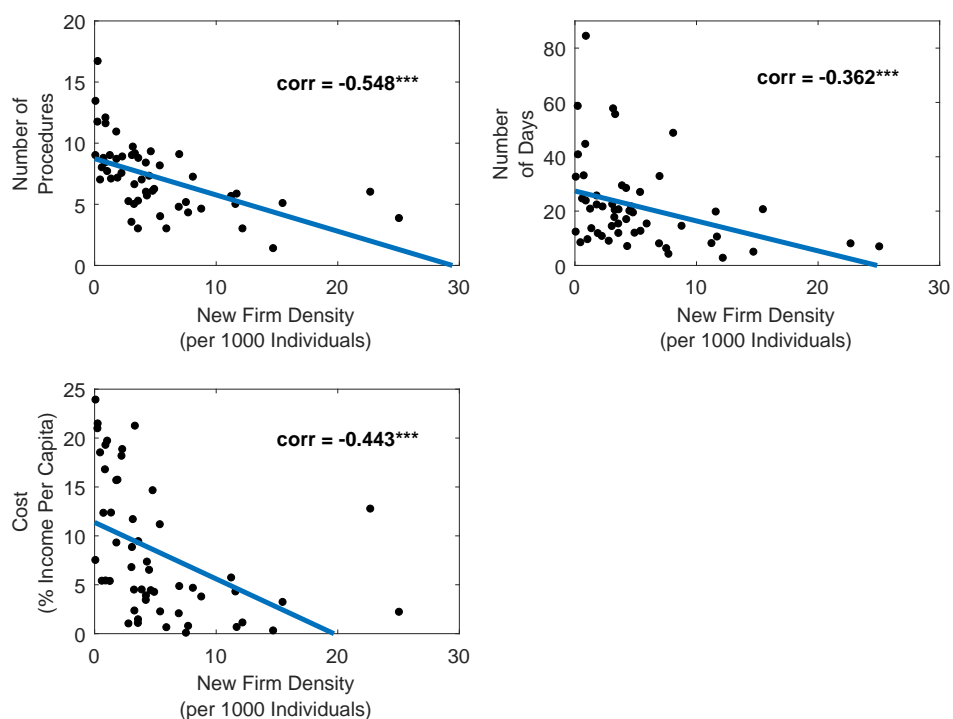 20
15
10
5
0
Number of
Procedures
corr = -0.548***
0
10
20
30
New Firm Density
(per 1000 Individuals)
80
60
40
20
0
Number
of Days
corr = -0.362***
0
10
20
30
New Firm Density
(per 1000 Individuals)
25
20
15
10
5
0
Cost
(% Income Per Capita)
corr = -0.443***
0
10
20
30
New Firm Density
(per 1000 Individuals)